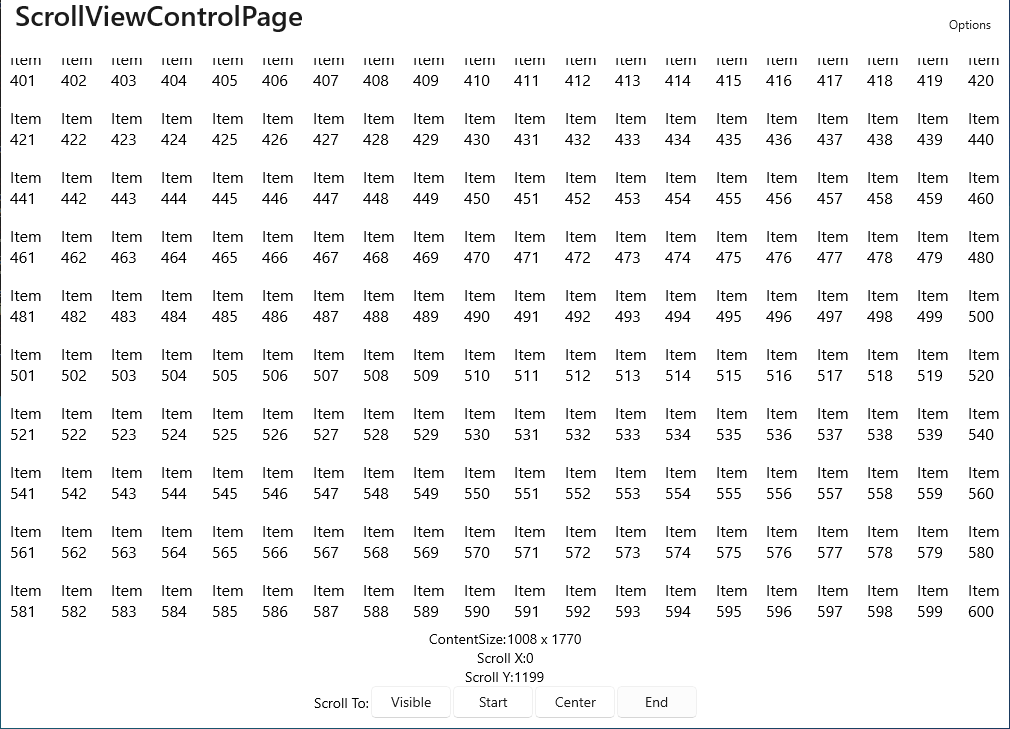 ScrollViewControlPage
Options
Item Item Item Item Item Item Item Item Item Item Item Item Item Item Item Item Item Item Item Item
401 402 403 404 405 406 407 408 409 410 411 412 413 414 415 416 417 418 419 420
Item Item Item Item Item Item Item Item Item Item Item Item Item Item Item Item Item Item Item Item
421 422 423 424 425 426 427 428 429 430 431 432 433 434 435 436 437 438 439 440
Item Item Item Item Item Item Item Item Item Item Item Item Item Item Item Item Item Item Item Item
441 442 443 444 445 446 447 448 449 450 451 452 453 454 455 456 457 458 459 460
Item Item Item Item Item Item Item Item Item Item Item Item Item Item Item Item Item Item Item Item
461 462 463 464 465 466 467 468 469 470 471 472 473 474 475 476 477 478 479 480
Item Item Item Item Item Item Item Item Item Item Item Item Item Item Item Item Item Item Item Item
481 482 483 484 485 486 487 488 489 490 491 492 493 494 495 496 497 498 499 500
Item Item Item Item Item Item Item Item Item Item Item Item Item Item Item Item Item Item Item Item
501 502 503 504 505 506 507 508 509 510 511 512 513 514 515 516 517 518 519 520
Item Item Item Item Item Item Item Item Item Item Item Item Item Item Item Item Item Item Item Item
521 522 523 524 525 526 527 528 529 530 531 532 533 534 535 536 537 538 539 540
Item Item Item Item Item Item Item Item Item Item Item Item Item Item Item Item Item Item Item Item
541 542 543 544 545 546 547 548 549 550 551 552 553 554 555 556 557 558 559 560
Item Item Item Item Item Item Item Item Item Item Item Item Item Item Item Item Item Item Item Item
561 562 563 564 565 566 567 568 569 570 571 572 573 574 575 576 577 578 579 580
Item Item Item Item Item Item Item Item Item Item Item Item Item Item Item Item Item Item Item Item
581 582 583 584 585 586 587 588 589 590 591 592 593 594 595 596 597 598 599 600
ContentSize:1008 x 1770
Scroll X:0
Scroll Y:1199
Scroll To: Visible Start Center End